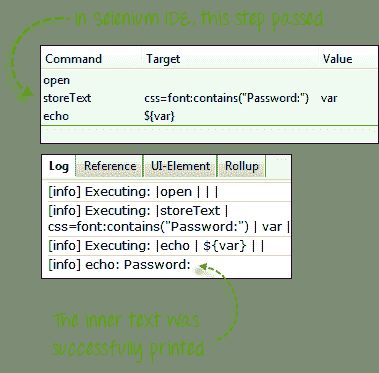 In Selenium IDE, this step passed
Command Target Value
open
storeText css=font:contains("Password:") var
echo ${var}
Log Reference UI-Element Rollup
[info] Executing: |open | | |
[info] Executing: |storeText |
css=font:contains("Password:") | var |
[info] Executing: |echo | ${var} | |
[info] echo: Password:
The inner text was
successfully printed